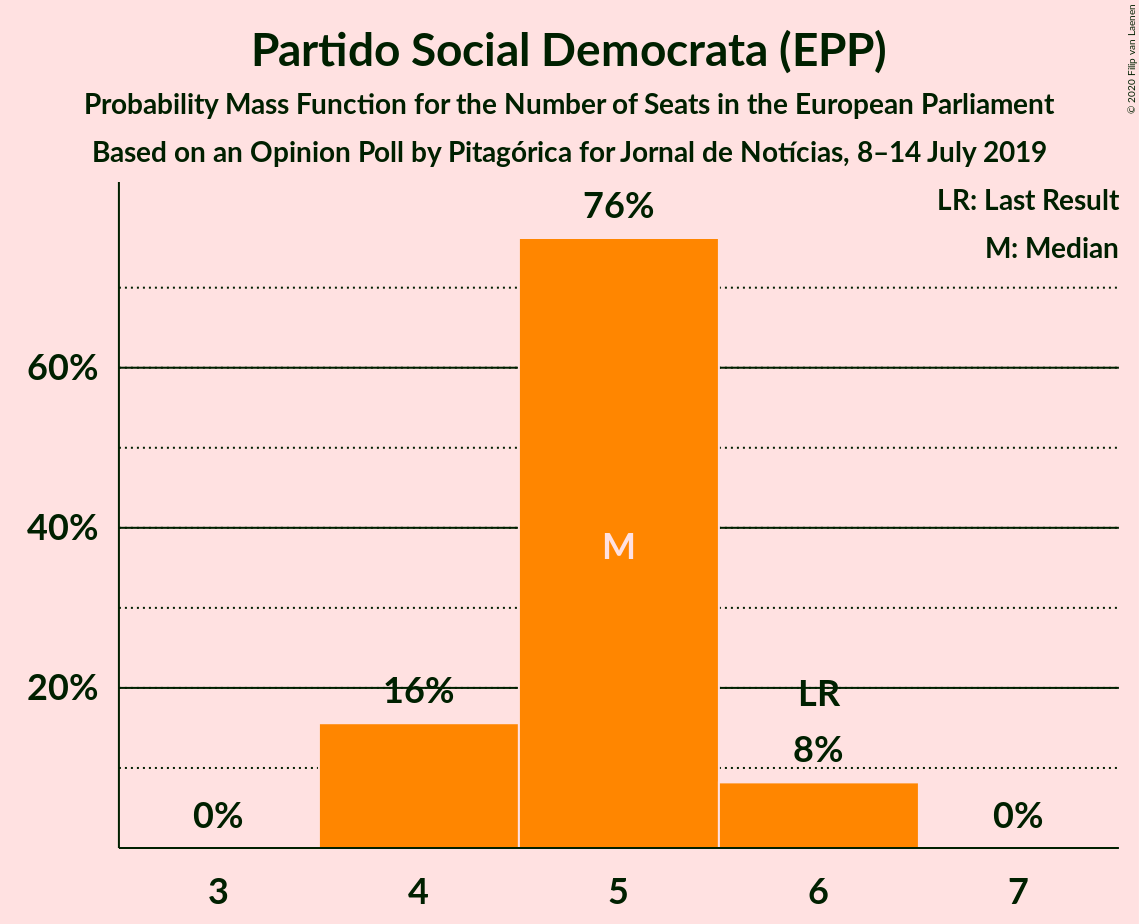 Partido Social Democrata (EPP)
Probability Mass Function for the Number of Seats in the European Parliament
Based on an Opinion Poll by Pitagórica for Jornal de Notícias, 8–14 July 2019
© 2020 Filip van Laenen
LR: Last Result
M: Median
76%
60%
40%
M
20%
16%
LR
8%
0%
0%
3 4 5 6 7